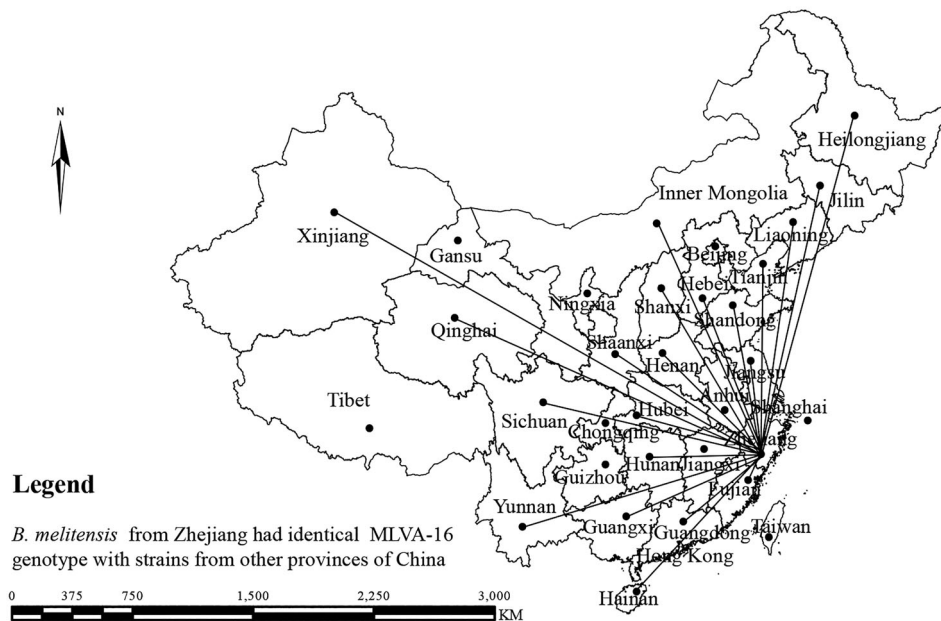 N
Heilongjiang
Inner Mongolia
Jilin
Xinjiang
Liaoning
Gansu
Beijing
Tianjin
Hebei
Ningxia
Shanxi
Shandong
Qinghai
Shaanxi
Henan
Jiangsu
Anhui
Tibet
Shanghai
Sichuan
Hubei
Chongqing
Zhejiang
Hunan
Jiangxi
Guizhou
Legend
Fujian
Yunnan
Guangxi
Guangdong
Taiwan
B. melitensis from Zhejiang had identical MLVA-16
genotype with strains from other provinces of China
Hong Kong
0 375 750 1,500 2,250 3,000
KM
Hainan